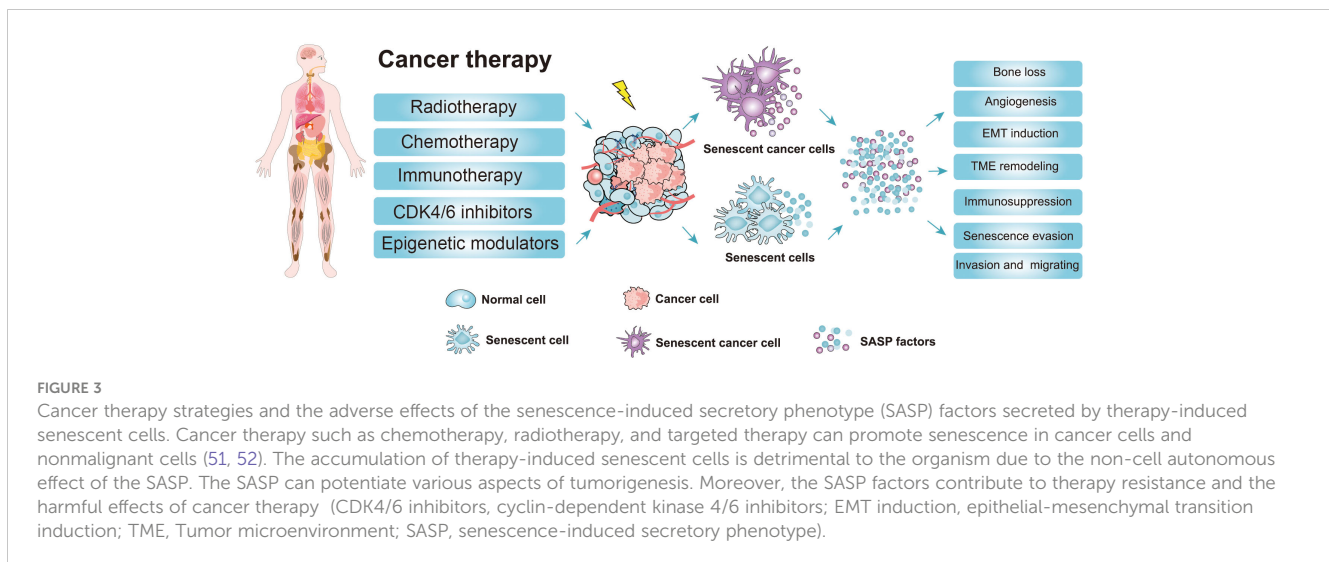 Cancer therapy
Radiotherapy
Chemotherapy
Immunotherapy
CDK4/6 inhibitors
Epigenetic modulators
Senescent cancer cells
Senescent cells
Bone loss
Angiogenesis
EMT induction
TME remodeling
Immunosuppression
Senescence evasion
Invasion and migrating
Normal cell
Cancer cell
Senescent cell
Senescent cancer cell
SASP factors
FIGURE 3
Cancer therapy strategies and the adverse effects of the senescence-induced secretory phenotype (SASP) factors secreted by therapy-induced
senescent cells. Cancer therapy such as chemotherapy, radiotherapy, and targeted therapy can promote senescence in cancer cells and
nonmalignant cells (51, 52). The accumulation of therapy-induced senescent cells is detrimental to the organism due to the non-cell autonomous
effect of the SASP. The SASP can potentiate various aspects of tumorigenesis. Moreover, the SASP factors contribute to therapy resistance and the
harmful effects of cancer therapy (CDK4/6 inhibitors, cyclin-dependent kinase 4/6 inhibitors; EMT induction, epithelial-mesenchymal transition
induction; TME, Tumor microenvironment; SASP, senescence-induced secretory phenotype).